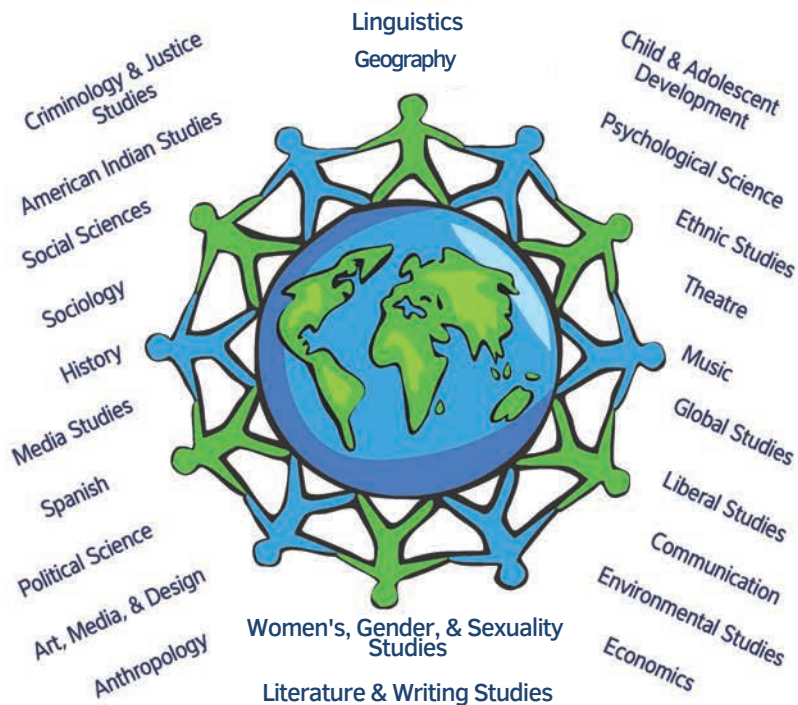 Linguistics
Geography
Criminology & Justice
Studies
American Indian Studies
Social Sciences
Sociology
History
Media Studies
Spanish
Political Science
Art, Media, & Design
Anthropology
Child & Adolescent
Development
Psychological Science
Ethnic Studies
Theatre
Music
Global Studies
Liberal Studies
Communication
Environmental Studies
Economics
Women's, Gender, & Sexuality
Studies
Literature & Writing Studies